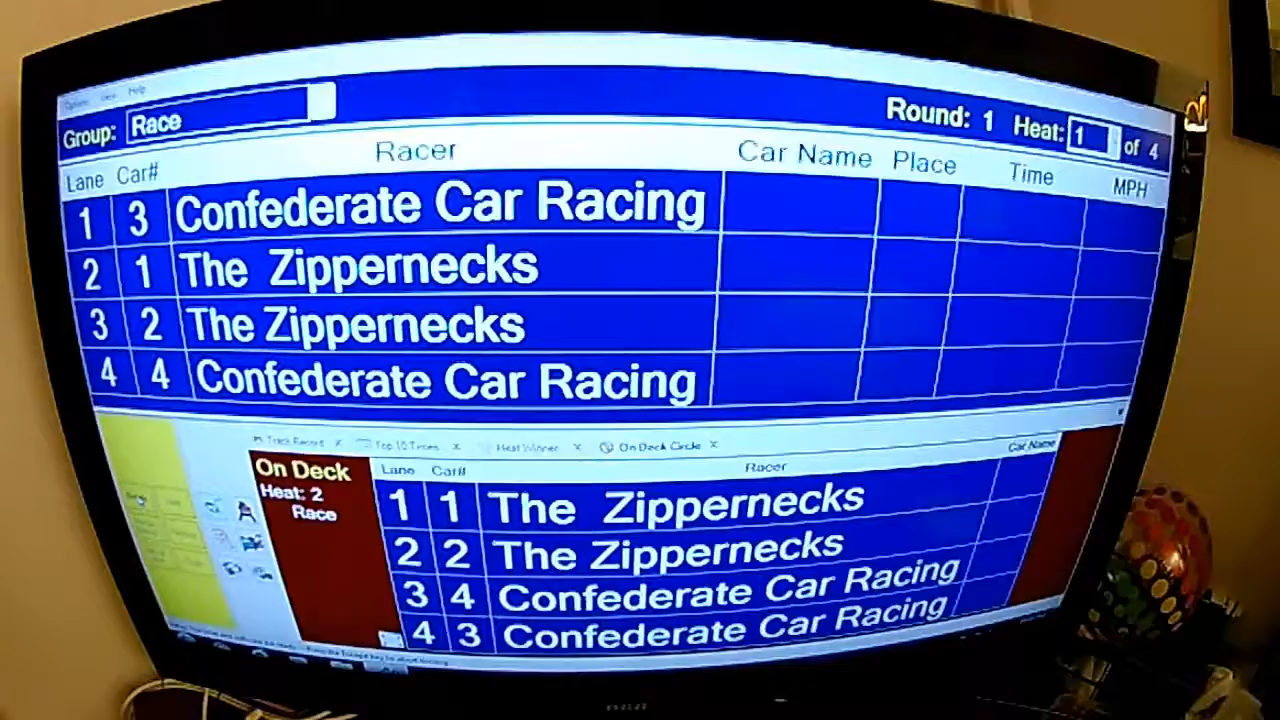 Options View Help
Group: Race Round: 1 Heat: 1 of 4
Lane Car# Racer Car Name Place Time MPH
1 3 Confederate Car Racing
2 1 The Zippernecks
3 2 The Zippernecks
4 4 Confederate Car Racing
Track Record x Top 10 Times x Heat Winner x On Deck Circle x
On Deck
Heat: 2
Race
Lane Car# Racer Car Name
1 1 The Zippernecks
2 2 The Zippernecks
3 4 Confederate Car Racing
4 3 Confederate Car Racing